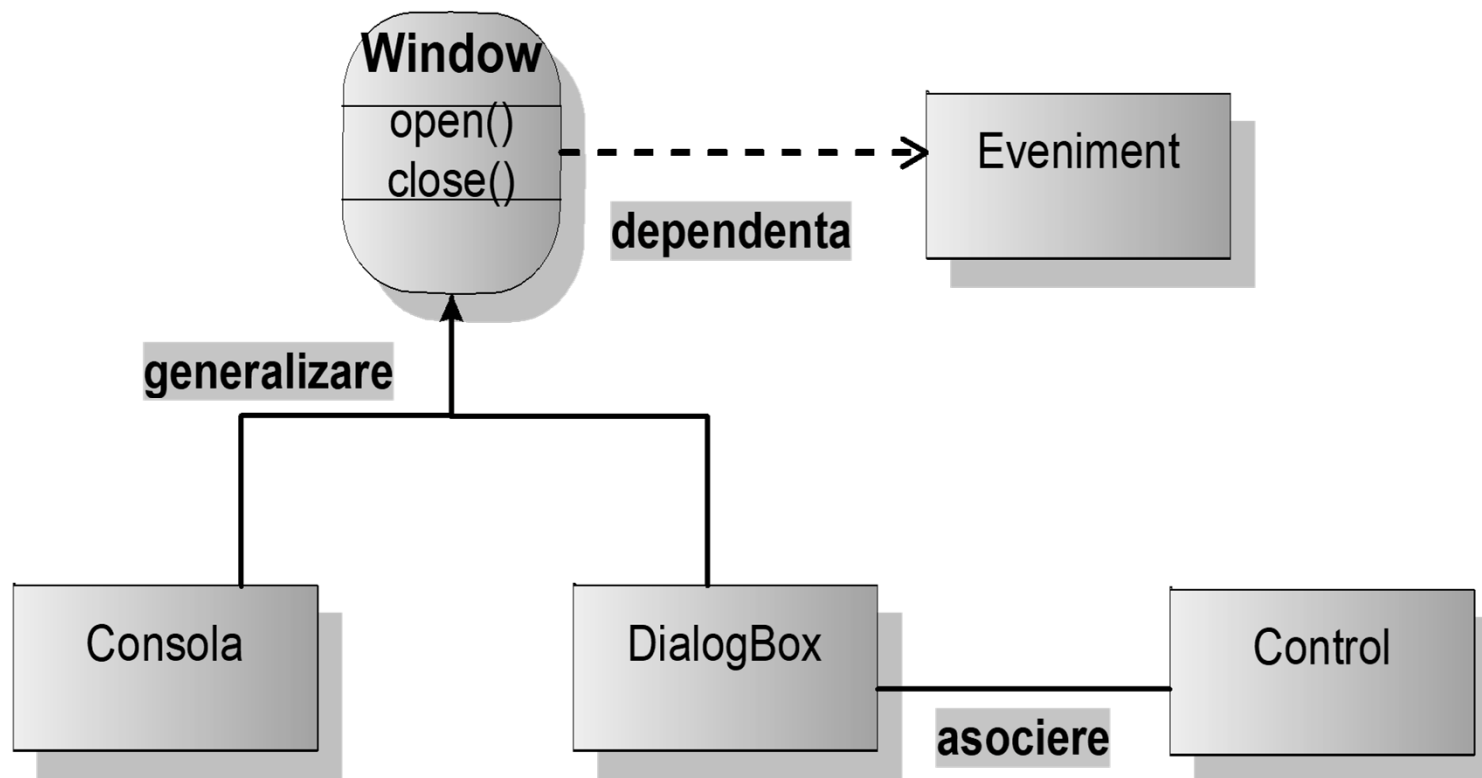 Window
open()
close()
Eveniment
dependenta
generalizare
Consola
DialogBox
Control
asociere